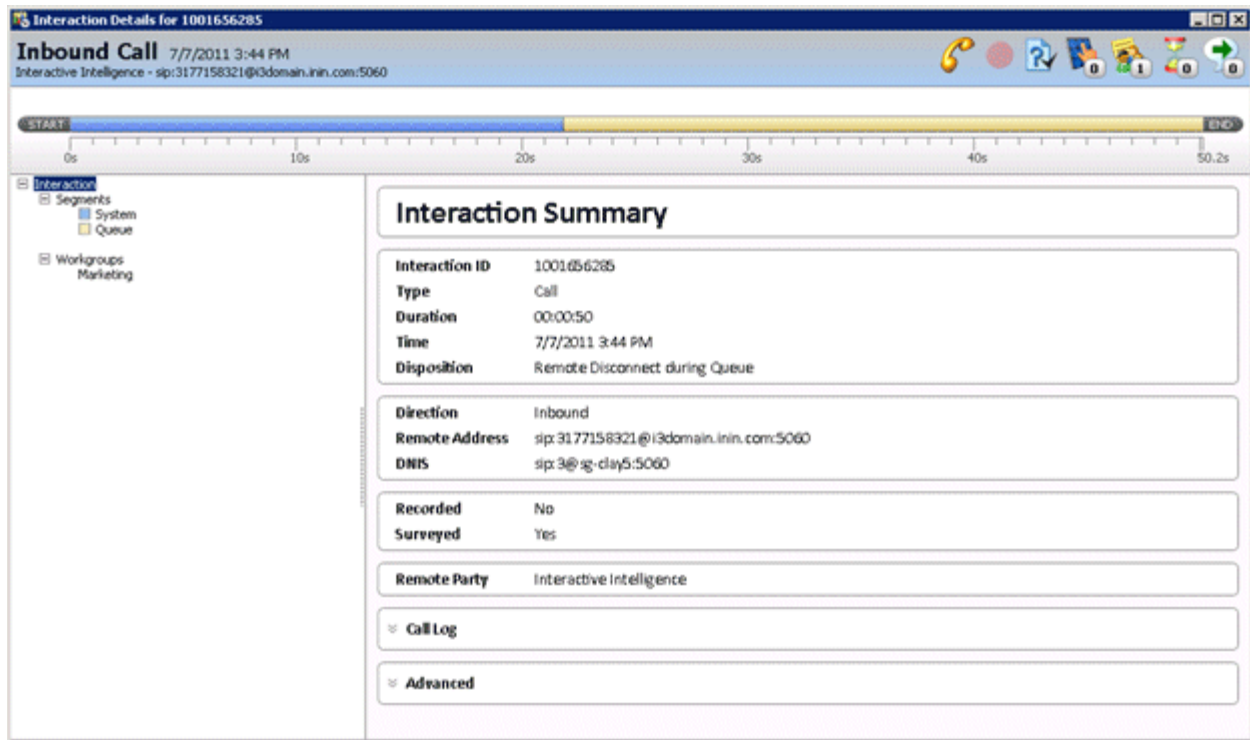 Interaction Details for 1001656285
Inbound Call 7/7/2011 3:44 PM
Interactive Intelligence - sip:3177158321@i3domain.inin.com:5060
0 1 0 0
START END
0s 10s 20s 30s 40s 50.2s
Interaction
Segments
System
Queue
Workgroups
Marketing
Interaction Summary
Interaction ID 1001656285
Type Call
Duration 00:00:50
Time 7/7/2011 3:44 PM
Disposition Remote Disconnect during Queue
Direction Inbound
Remote Address sip:3177158321@i3domain.inin.com:5060
DNIS sip:3@sg-clay5:5060
Recorded No
Surveyed Yes
Remote Party Interactive Intelligence
Call Log
Advanced